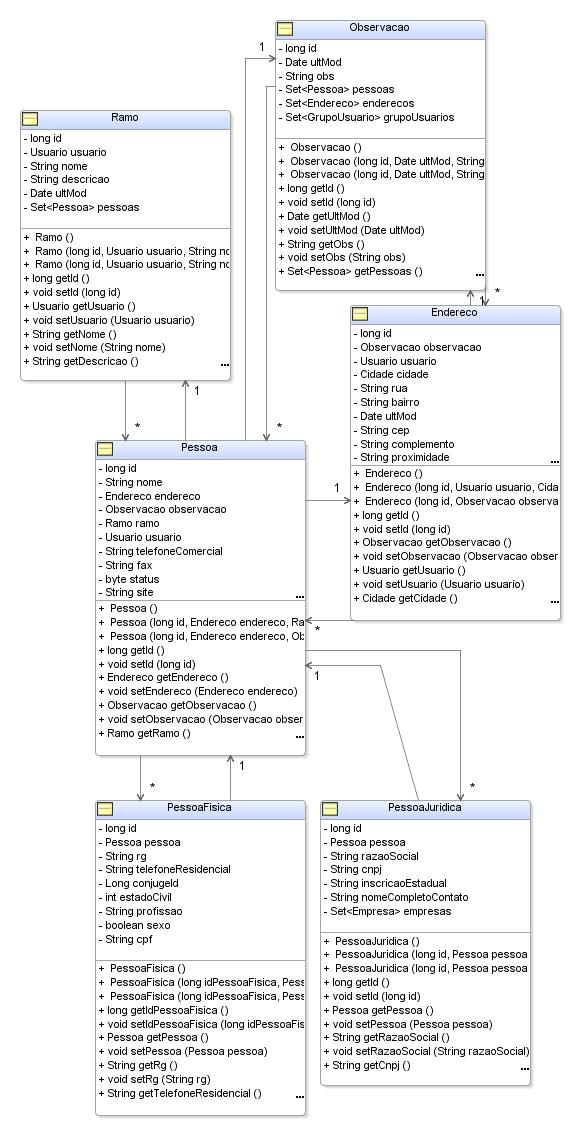 Observacao
- long id
- Date ultMod
- String obs
- Set<Pessoa> pessoas
- Set<Endereco> enderecos
- Set<GrupoUsuario> grupoUsuarios
+ Observacao ()
+ Observacao (long id, Date ultMod, String
+ Observacao (long id, Date ultMod, String
+ long getId ()
+ void setId (long id)
+ Date getUltMod ()
+ void setUltMod (Date ultMod)
+ String getObs ()
+ void setObs (String obs)
+ Set<Pessoa> getPessoas ()
...
1
Ramo
- long id
- Usuario usuario
- String nome
- String descricao
- Date ultMod
- Set<Pessoa> pessoas
+ Ramo ()
+ Ramo (long id, Usuario usuario, String no
+ Ramo (long id, Usuario usuario, String no
+ long getId ()
+ void setId (long id)
+ Usuario getUsuario ()
+ void setUsuario (Usuario usuario)
+ String getNome ()
+ void setNome (String nome)
+ String getDescricao ()
...
*
1
Endereco
- long id
- Observacao observacao
- Usuario usuario
- Cidade cidade
- String rua
- String bairro
- Date ultMod
- String cep
- String complemento
- String proximidade
...
+ Endereco ()
+ Endereco (long id, Usuario usuario, Cida
+ Endereco (long id, Observacao observa
+ long getId ()
+ void setId (long id)
+ Observacao getObservacao ()
+ void setObservacao (Observacao obser
+ Usuario getUsuario ()
+ void setUsuario (Usuario usuario)
+ Cidade getCidade ()
...
1
*
*
Pessoa
- long id
- String nome
- Endereco endereco
- Observacao observacao
- Ramo ramo
- Usuario usuario
- String telefoneComercial
- String fax
- byte status
- String site
...
+ Pessoa ()
+ Pessoa (long id, Endereco endereco, Ra
+ Pessoa (long id, Endereco endereco, Ob
+ long getId ()
+ void setId (long id)
+ Endereco getEndereco ()
+ void setEndereco (Endereco endereco)
+ Observacao getObservacao ()
+ void setObservacao (Observacao obser
+ Ramo getRamo ()
...
1
*
1
*
1
*
PessoaFisica
- long id
- Pessoa pessoa
- String rg
- String telefoneResidencial
- Long conjugeId
- int estadoCivil
- String profissao
- boolean sexo
- String cpf
+ PessoaFisica ()
+ PessoaFisica (long idPessoaFisica, Pess
+ PessoaFisica (long idPessoaFisica, Pess
+ long getIdPessoaFisica ()
+ void setIdPessoaFisica (long idPessoaFis
+ Pessoa getPessoa ()
+ void setPessoa (Pessoa pessoa)
+ String getRg ()
+ void setRg (String rg)
+ String getTelefoneResidencial ()
...
PessoaJuridica
- long id
- Pessoa pessoa
- String razaoSocial
- String cnpj
- String inscricaoEstadual
- String nomeCompletoContato
- Set<Empresa> empresas
+ PessoaJuridica ()
+ PessoaJuridica (long id, Pessoa pessoa
+ PessoaJuridica (long id, Pessoa pessoa
+ long getId ()
+ void setId (long id)
+ Pessoa getPessoa ()
+ void setPessoa (Pessoa pessoa)
+ String getRazaoSocial ()
+ void setRazaoSocial (String razaoSocial)
+ String getCnpj ()
...